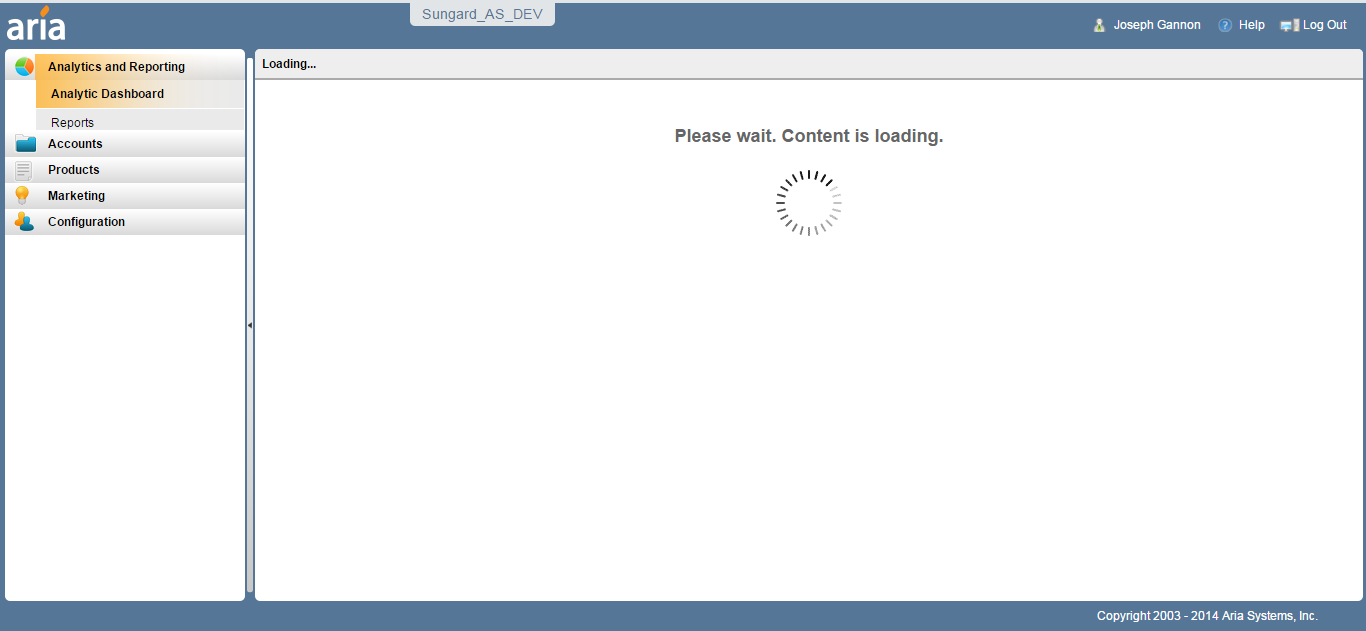 Sungard_AS_DEV
aria
Joseph Gannon
? Help
Log Out
Analytics and Reporting
Analytic Dashboard
Reports
Accounts
Products
Marketing
Configuration
Loading...
Please wait. Content is loading.
Copyright 2003 - 2014 Aria Systems, Inc.